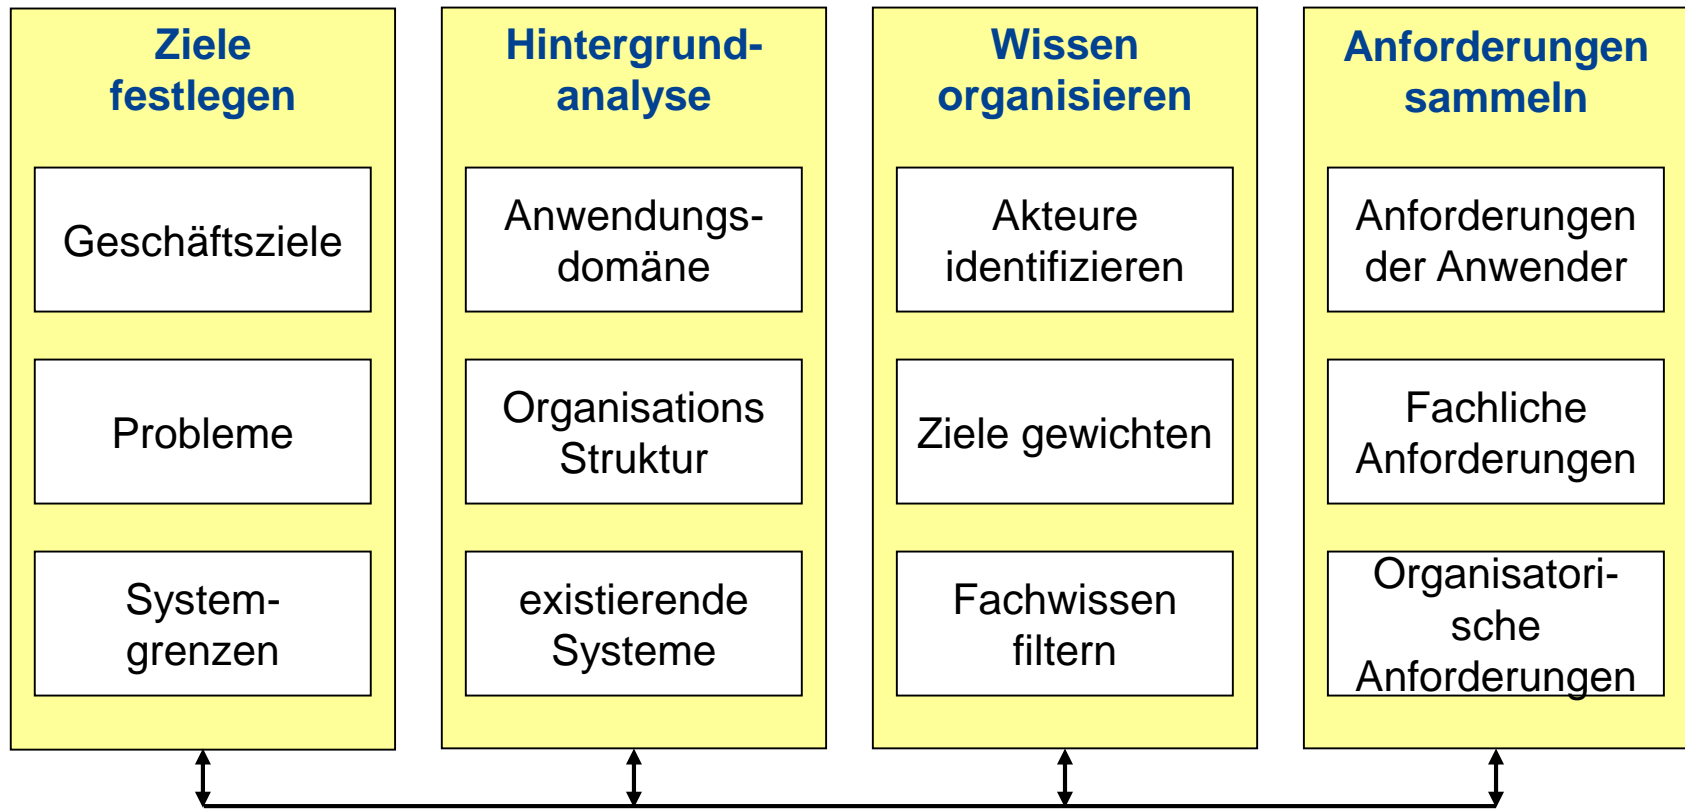 Ziele
festlegen
Geschäftsziele
Probleme
System-
grenzen
Hintergrund-
analyse
Anwendungs-
domäne
Organisations
Struktur
existierende
Systeme
Wissen
organisieren
Akteure
identifizieren
Ziele gewichten
Fachwissen
filtern
Anforderungen
sammeln
Anforderungen
der Anwender
Fachliche
Anforderungen
Organisatori-
sche
Anforderungen